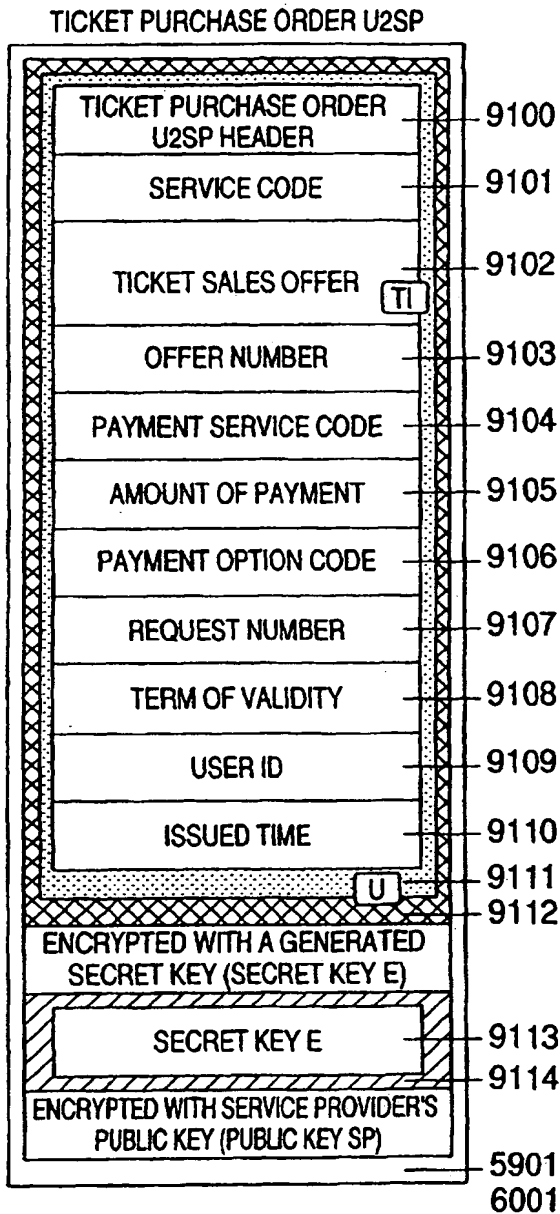 TICKET PURCHASE ORDER U2SP
TICKET PURCHASE ORDER
U2SP HEADER
9100
SERVICE CODE
9101
TICKET SALES OFFER
9102
TI
OFFER NUMBER
9103
PAYMENT SERVICE CODE
9104
AMOUNT OF PAYMENT
9105
PAYMENT OPTION CODE
9106
REQUEST NUMBER
9107
TERM OF VALIDITY
9108
USER ID
9109
ISSUED TIME
9110
9111
U
9112
ENCRYPTED WITH A GENERATED
SECRET KEY (SECRET KEY E)
SECRET KEY E
9113
9114
ENCRYPTED WITH SERVICE PROVIDER'S
PUBLIC KEY (PUBLIC KEY SP)
5901
6001